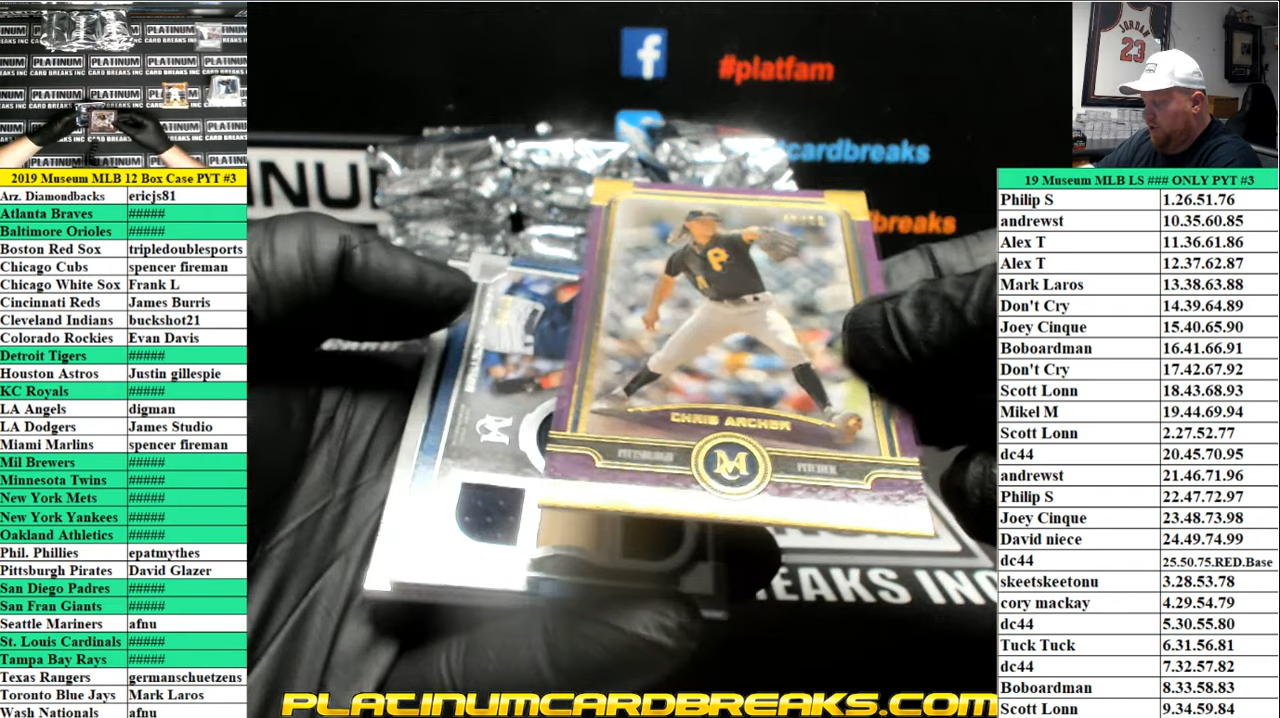 PLATINUM
CARD BREAKS INC
2019 Museum MLB 12 Box Case PYT #3
Arz. Diamondbacks ericjs81
Atlanta Braves #####
Baltimore Orioles #####
Boston Red Sox tripledoublesports
Chicago Cubs spencer fireman
Chicago White Sox Frank L
Cincinnati Reds James Burris
Cleveland Indians buckshot21
Colorado Rockies Evan Davis
Detroit Tigers #####
Houston Astros Justin gillespie
KC Royals #####
LA Angels digman
LA Dodgers James Studio
Miami Marlins spencer fireman
Mil Brewers #####
Minnesota Twins #####
New York Mets #####
New York Yankees #####
Oakland Athletics #####
Phil. Phillies epatmythes
Pittsburgh Pirates David Glazer
San Diego Padres #####
San Fran Giants #####
Seattle Mariners afnu
St. Louis Cardinals #####
Tampa Bay Rays #####
Texas Rangers germanschuetzens
Toronto Blue Jays Mark Laros
Wash Nationals afnu
f
#platfam
tcardbreaks
breaks
NUM
P
CHRIS ARCHER
PITTSBURGH
M
PITCHER
EAKS INC
PLATINUMCARDBREAKS.COM
JORDAN
23
19 Museum MLB LS ### ONLY PYT #3
Philip S 1.26.51.76
andrewst 10.35.60.85
Alex T 11.36.61.86
Alex T 12.37.62.87
Mark Laros 13.38.63.88
Don't Cry 14.39.64.89
Joey Cinque 15.40.65.90
Boboardman 16.41.66.91
Don't Cry 17.42.67.92
Scott Lonn 18.43.68.93
Mikel M 19.44.69.94
Scott Lonn 2.27.52.77
dc44 20.45.70.95
andrewst 21.46.71.96
Philip S 22.47.72.97
Joey Cinque 23.48.73.98
David niece 24.49.74.99
dc44 25.50.75.RED.Base
skeetskeetonu 3.28.53.78
cory mackay 4.29.54.79
dc44 5.30.55.80
Tuck Tuck 6.31.56.81
dc44 7.32.57.82
Boboardman 8.33.58.83
Scott Lonn 9.34.59.84